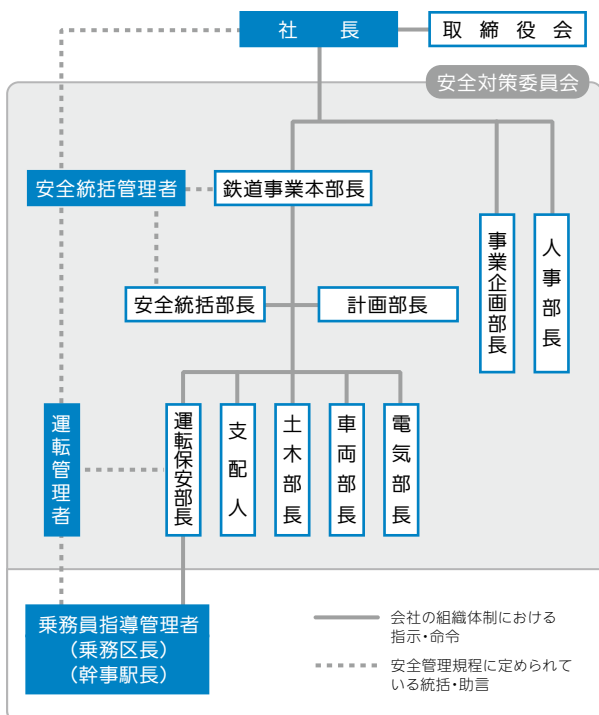 社長
取締役会
安全対策委員会
安全統括管理者
鉄道事業本部長
事業企画部長
人事部長
安全統括部長
計画部長
運転管理者
運転保安部長
支配人
土木部長
車両部長
電気部長
乗務員指導管理者
（乗務区長）
（幹事駅長）
会社の組織体制における
指示・命令
安全管理規程に定められて
いる統括・助言